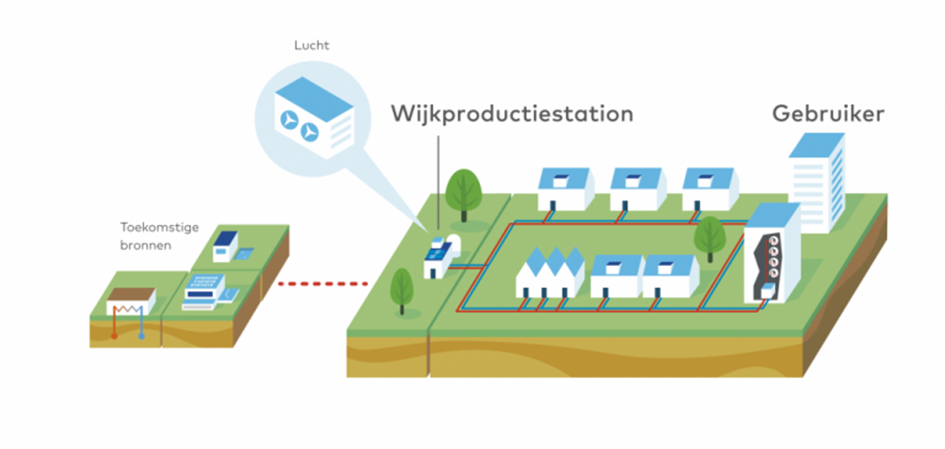 Lucht
Wijkproductiestation
Gebruiker
Toekomstige
bronnen